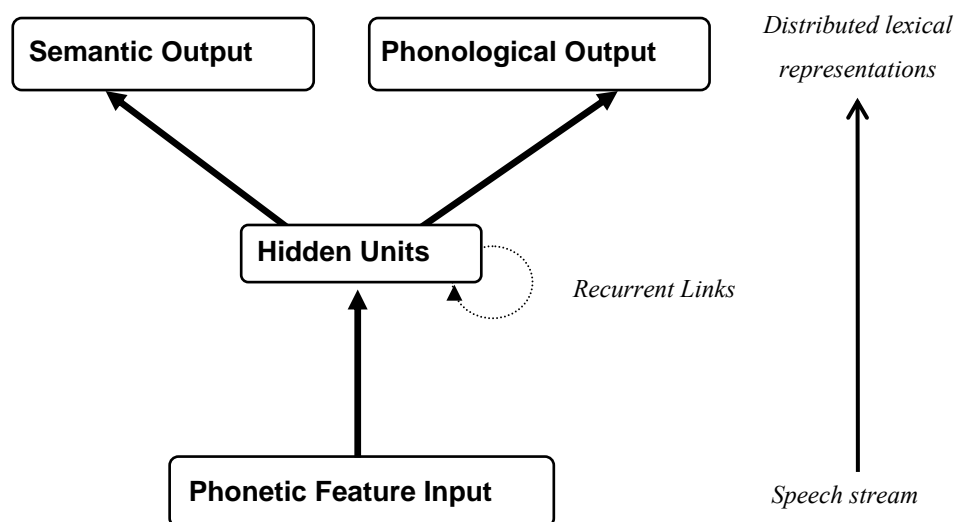 Semantic Output
Phonological Output
Distributed lexical
representations
Hidden Units
Recurrent Links
Phonetic Feature Input
Speech stream